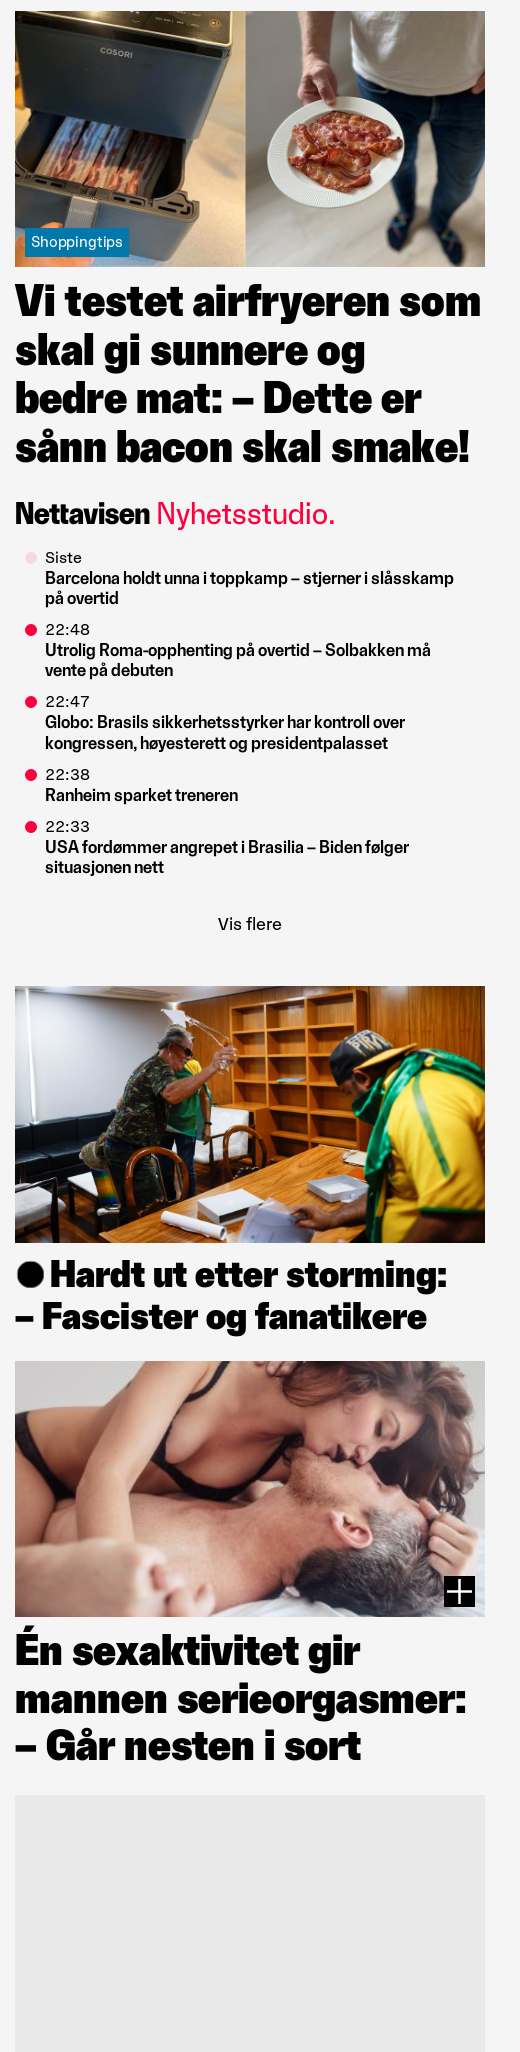 COSORI
Shoppingtips
Vi testet airfryeren som
skal gi sunnere og
bedre mat: – Dette er
sånn bacon skal smake!
Nettavisen Nyhetsstudio.
Siste
Barcelona holdt unna i toppkamp – stjerner i slåsskamp
på overtid
22:48
Utrolig Roma-opphenting på overtid – Solbakken må
vente på debuten
22:47
Globo: Brasils sikkerhetsstyrker har kontroll over
kongressen, høyesterett og presidentpalasset
22:38
Ranheim sparket treneren
22:33
USA fordømmer angrepet i Brasilia – Biden følger
situasjonen nett
Vis flere
Hardt ut etter storming:
– Fascister og fanatikere
Én sexaktivitet gir
mannen serieorgasmer:
– Går nesten i sort